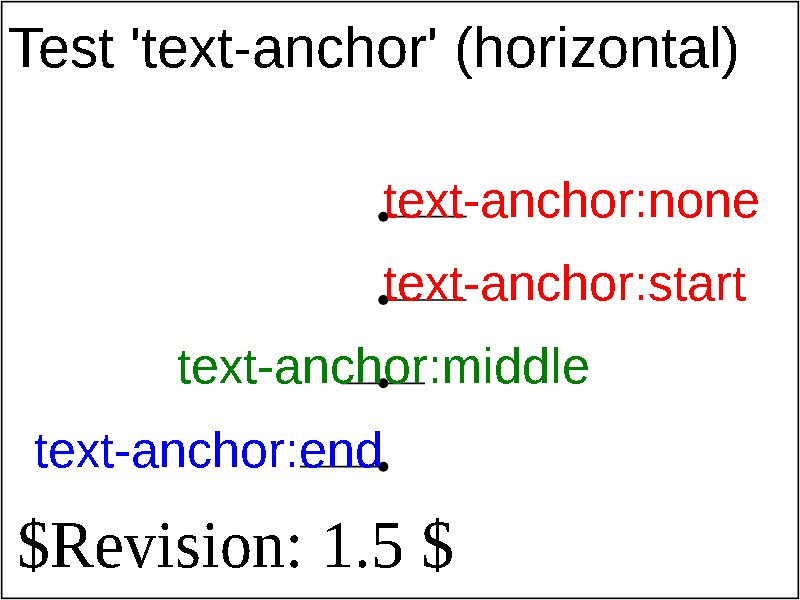 Test 'text-anchor' (horizontal)
text-anchor:none
text-anchor:start
text-anchor:middle
text-anchor:end
$Revision: 1.5 $